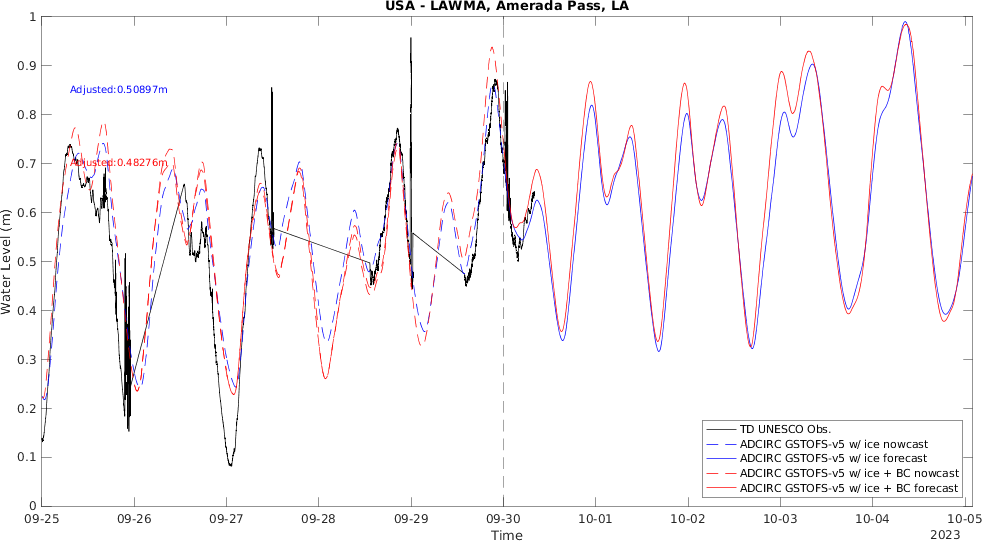 USA - LAWMA, Amerada Pass, LA
1
0.9
0.8
0.7
0.6
0.5
0.4
0.3
0.2
0.1
0
Water Level (m)
Adjusted:0.50897m
Adjusted:0.48276m
TD UNESCO Obs.
ADCIRC GSTOFS-v5 w/ ice nowcast
ADCIRC GSTOFS-v5 w/ ice forecast
ADCIRC GSTOFS-v5 w/ ice + BC nowcast
ADCIRC GSTOFS-v5 w/ ice + BC forecast
09-25 09-26 09-27 09-28 09-29 09-30 10-01 10-02 10-03 10-04 10-05
Time
2023